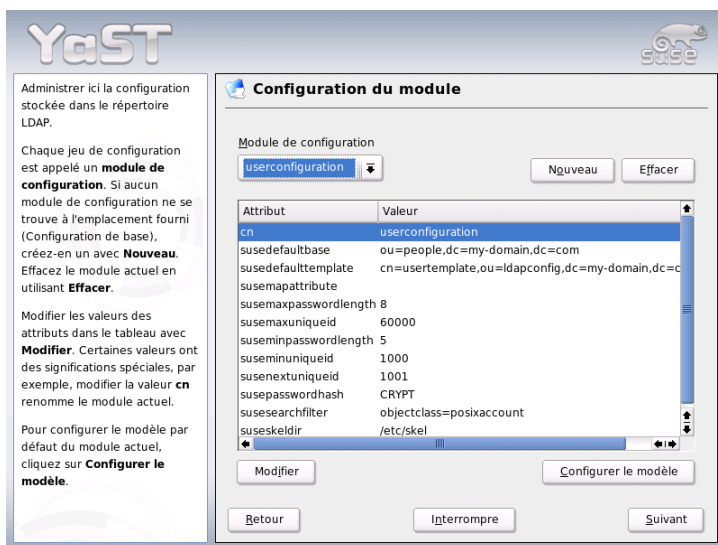 YaST
SUSE
Administrer ici la configuration
stockée dans le répertoire
LDAP.
Chaque jeu de configuration
est appelé un module de
configuration. Si aucun
module de configuration ne se
trouve à l'emplacement fourni
(Configuration de base),
créez-en un avec Nouveau.
Effacez le module actuel en
utilisant Effacer.
Modifier les valeurs des
attributs dans le tableau avec
Modifier. Certaines valeurs ont
des significations spéciales, par
exemple, modifier la valeur cn
renomme le module actuel.
Pour configurer le modèle par
défaut du module actuel,
cliquez sur Configurer le
modèle.
Configuration du module
Module de configuration
userconfiguration
Nouveau Effacer
Attribut Valeur
cn userconfiguration
susedefaultbase ou=people,dc=my-domain,dc=com
susedefaulttemplate cn=usertemplate,ou=ldapconfig,dc=my-domain,dc=c
susemapattribute
susemaxpasswordlength 8
susemaxuniqueid 60000
suseminpasswordlength 5
suseminuniqueid 1000
susenextuniqueid 1001
susepasswordhash CRYPT
susesearchfilter objectclass=posixaccount
suseskeldir /etc/skel
Modifier Configurer le modèle
Retour Interrompre Suivant